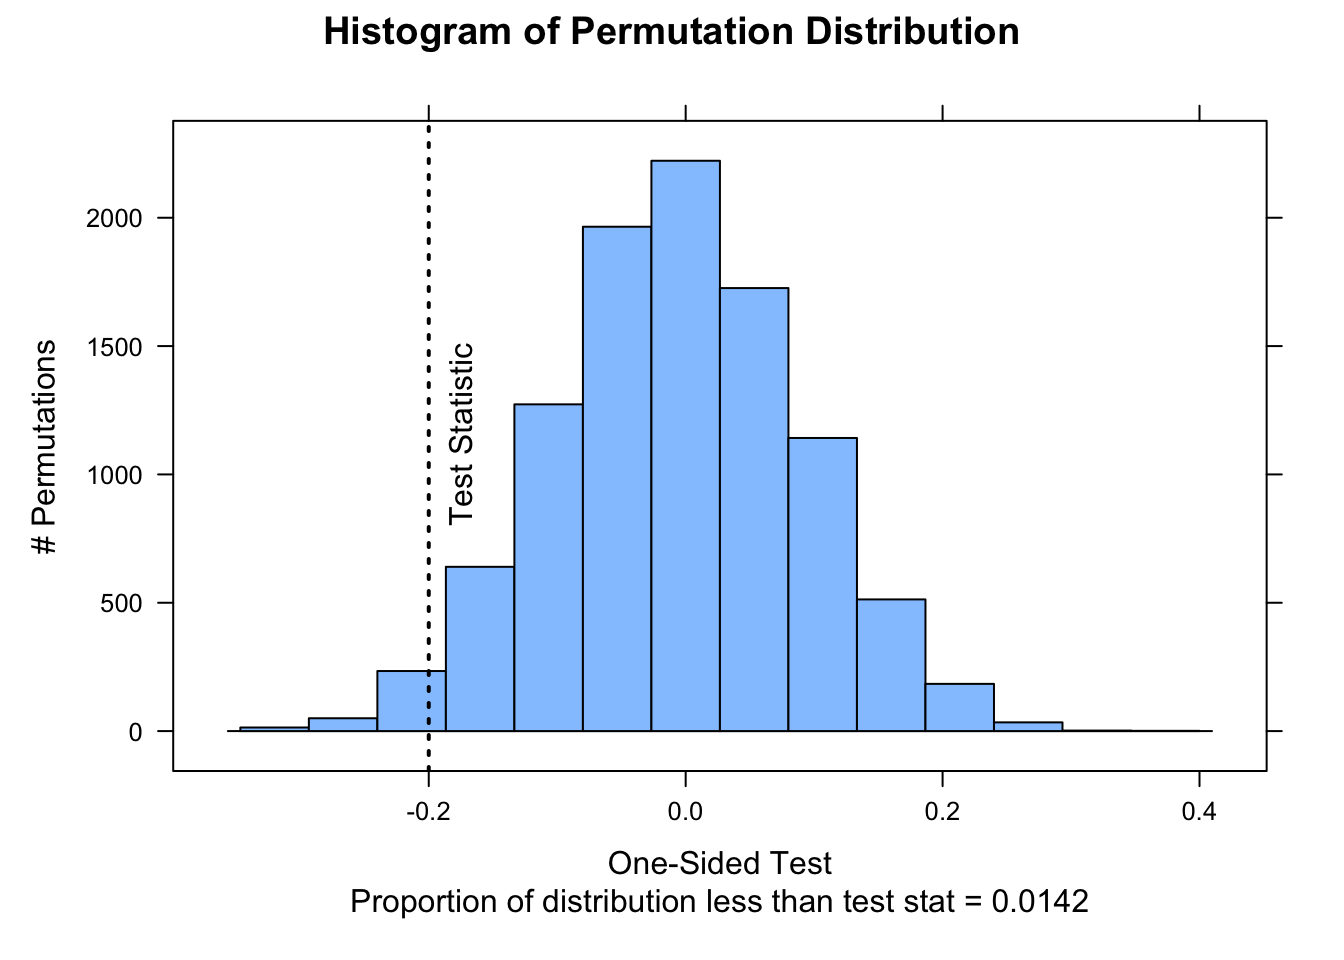 Histogram of Permutation Distribution
# Permutations
2000
1500
1000
500
0
Test Statistic
-0.2
0.0
0.2
0.4
One-Sided Test
Proportion of distribution less than test stat = 0.0142